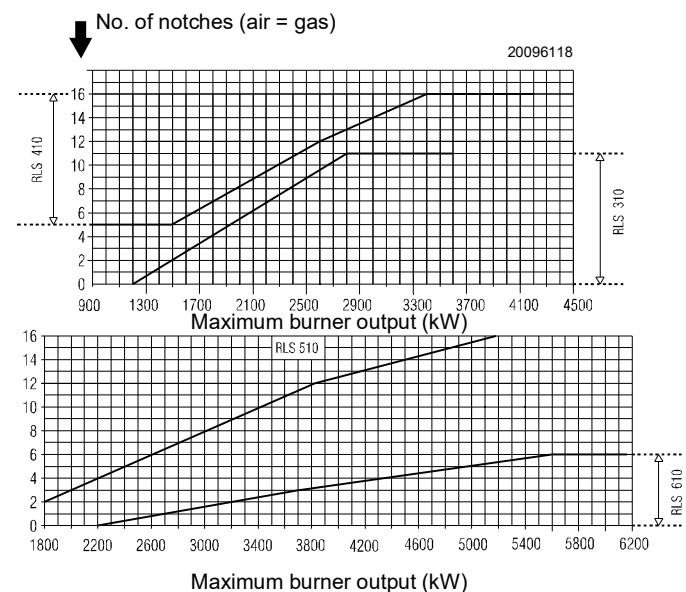 No. of notches (air = gas)
20096118
16
14
12
10
8
6
4
2
0
RLS 410
RLS 310
900 1300 1700 2100 2500 2900 3300 3700 4100 4500
Maximum burner output (kW)
RLS 510
16
14
12
10
8
6
4
2
0
RLS 610
1800 2200 2600 3000 3400 3800 4200 4600 5000 5400 5800 6200
Maximum burner output (kW)